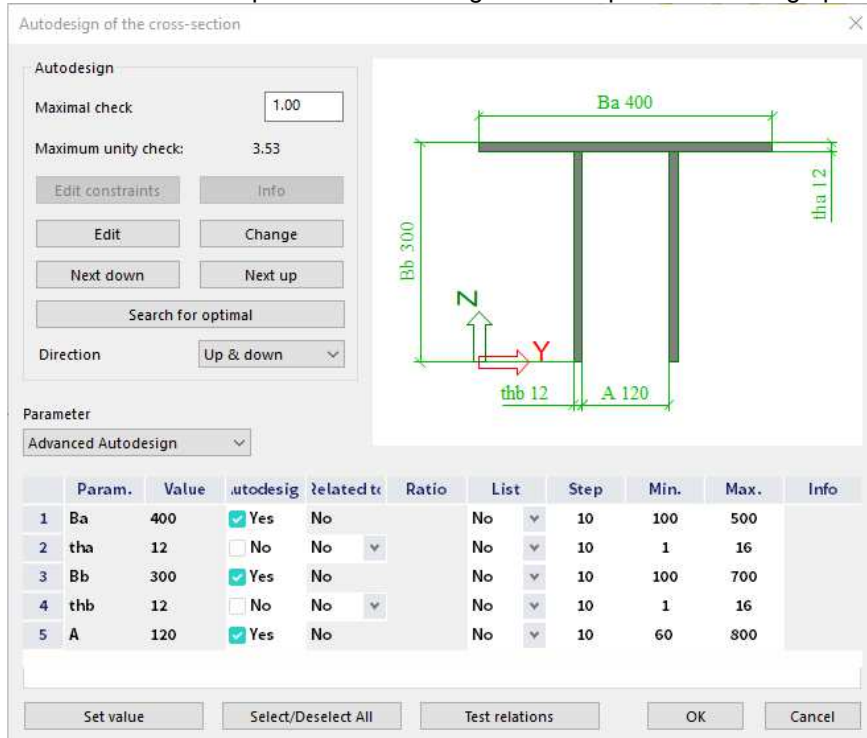 Autodesign of the cross-section
Autodesign
Maximal check 1.00
Maximum unity check: 3.53
Edit constraints Info
Edit Change
Next down Next up
Search for optimal
Direction Up & down
Ba 400
tha 12
Bb 300
Z
Y
thb 12 A 120
Parameter
Advanced Autodesign
Param. Value utodesig Related to Ratio List Step Min. Max. Info
1 Ba 400 Yes No No 10 100 500
2 tha 12 No No No 10 1 16
3 Bb 300 Yes No No 10 100 700
4 thb 12 No No No 10 1 16
5 A 120 Yes No No 10 60 800
Set value Select/Deselect All Test relations OK Cancel